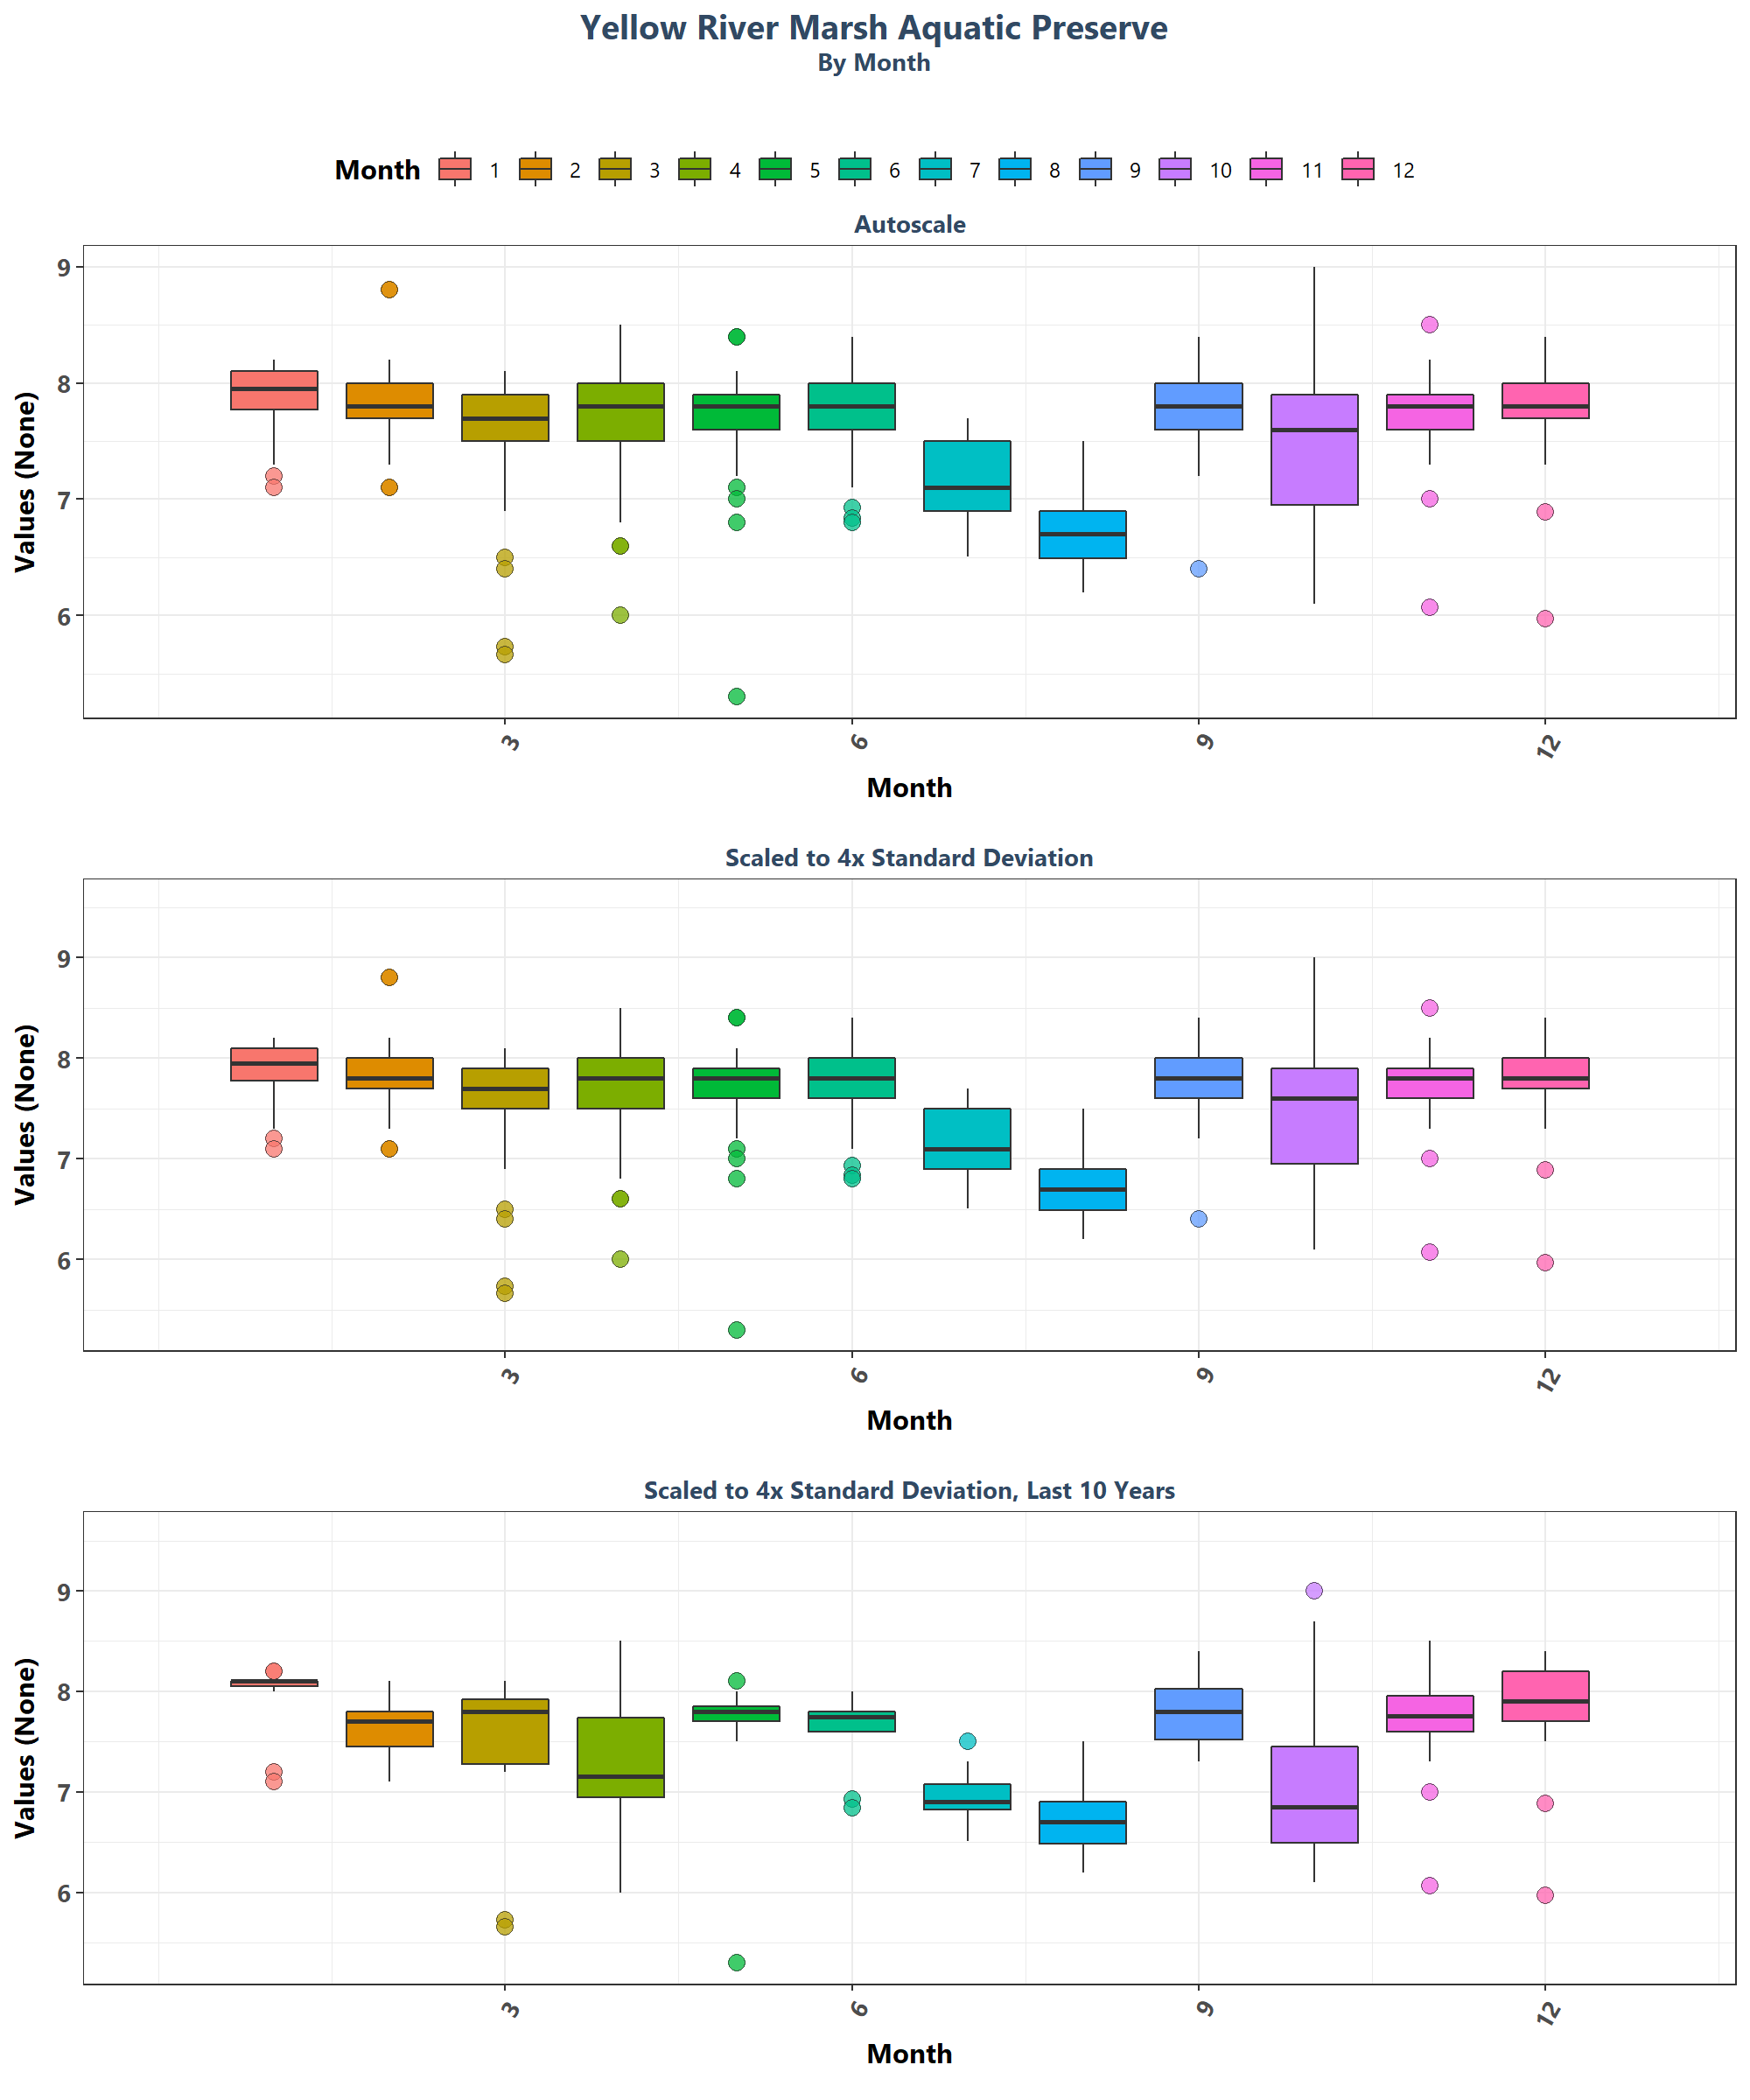 Yellow River Marsh Aquatic Preserve
By Month
Month 1 2 3 4 5 6 7 8 9 10 11 12
Autoscale
Values (None)
9
8
7
6
3 6 9 12
Month
Scaled to 4x Standard Deviation
Values (None)
9
8
7
6
3 6 9 12
Month
Scaled to 4x Standard Deviation, Last 10 Years
Values (None)
9
8
7
6
3 6 9 12
Month